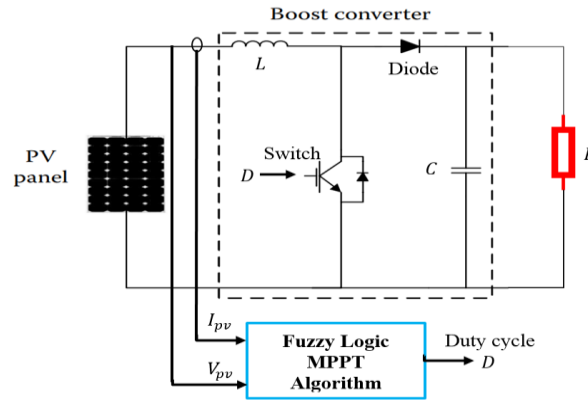 Boost converter
L
Diode
PV
panel
Switch
D
C
I_pv
V_pv
Fuzzy Logic
MPPT
Algorithm
Duty cycle
D